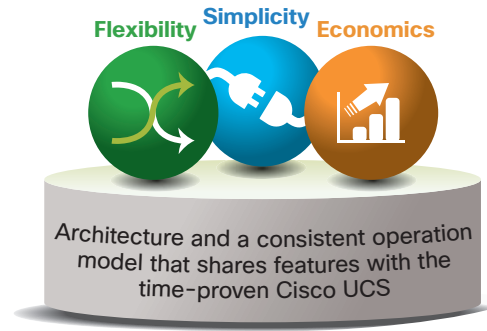 Simplicity
Flexibility
Economics
Architecture and a consistent operation
model that shares features with the
time-proven Cisco UCS